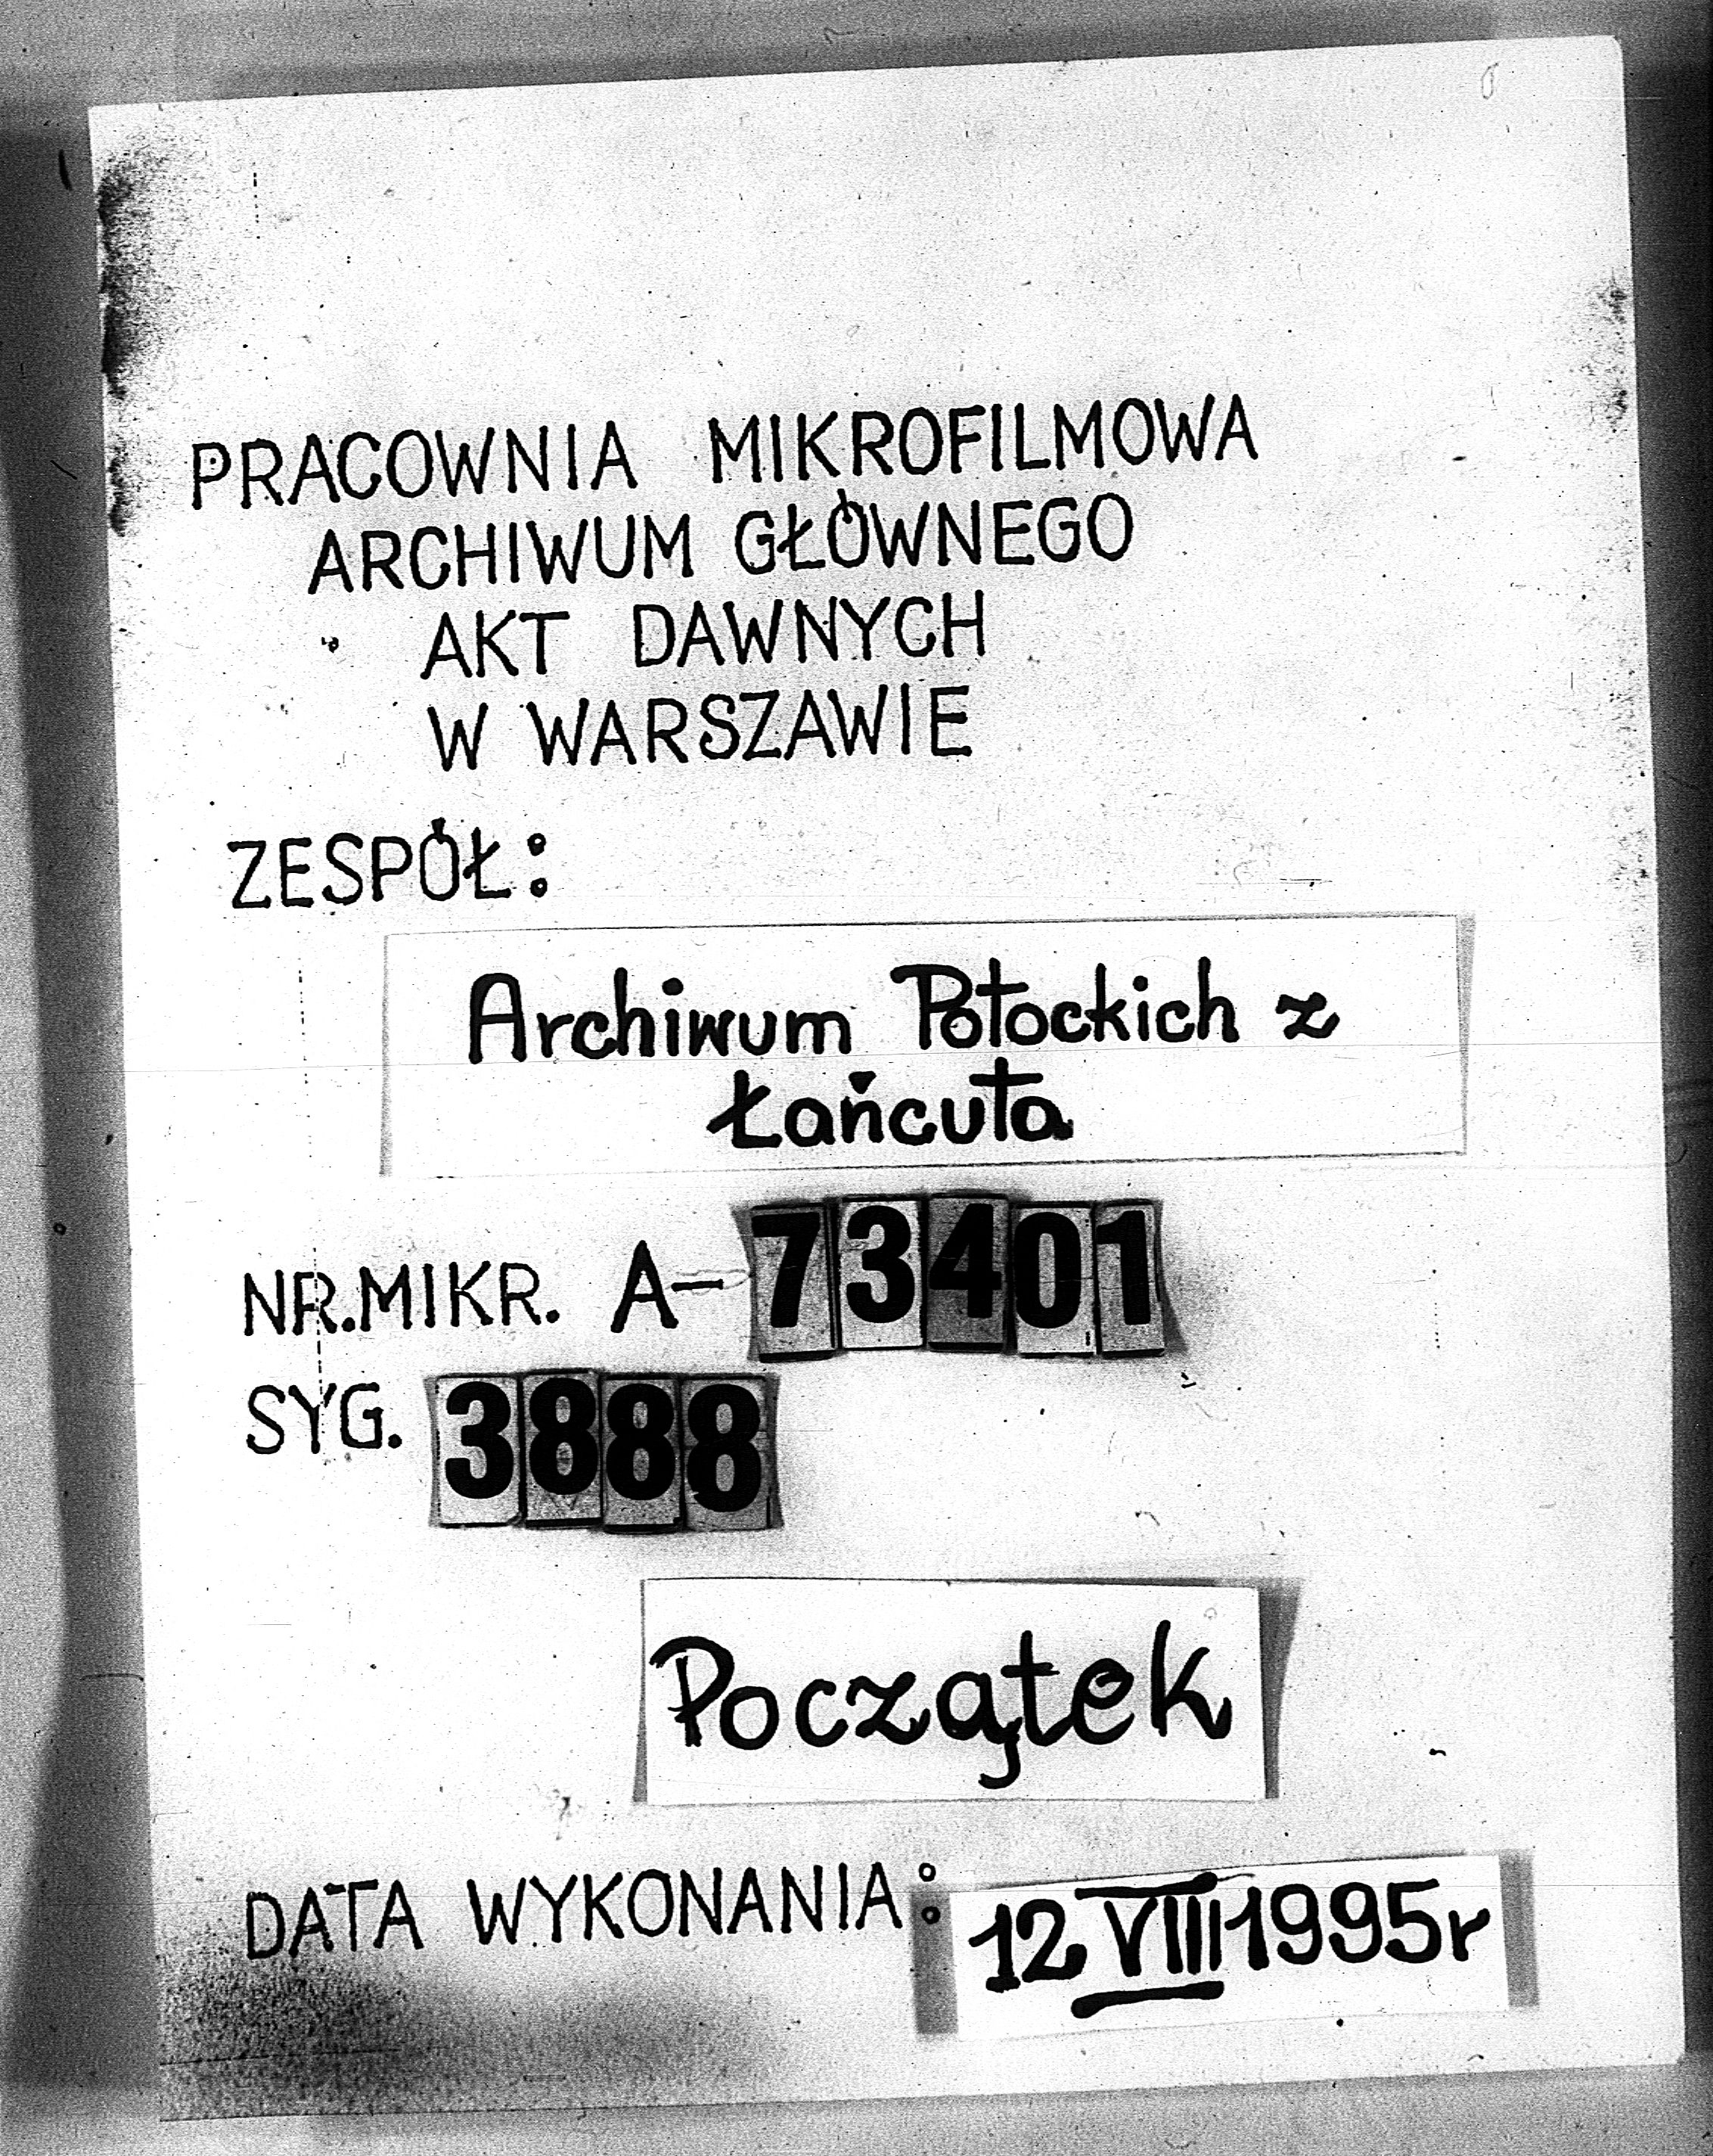 PRACOWNIA MIKROFILMOWA
ARCHIWUM GŁÓWNEGO
AKT DAWNYCH
W WARSZAWIE
ZESPÓŁ:
Archiwum Potockich z
Łańcuta
NR.MIKR. A-73401
SYG. 3888
Początek
DATA WYKONANIA: 12 VIII 1995r